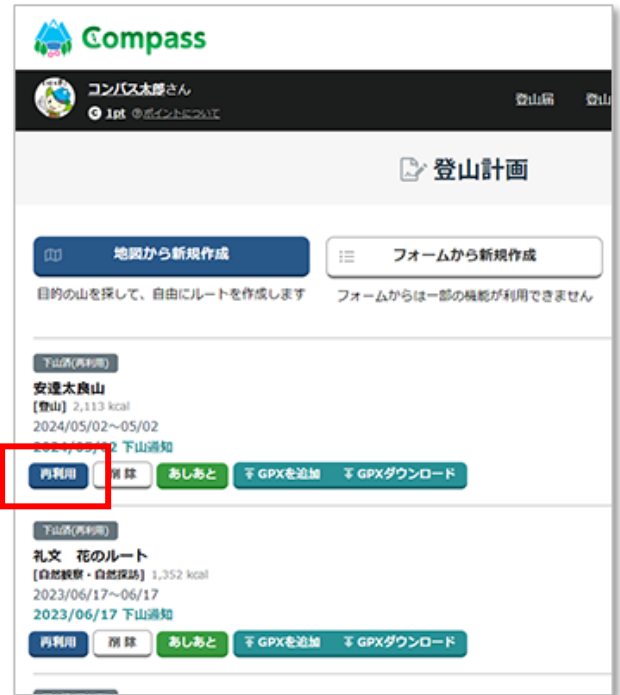 Compass
コンパス太郎さん
G 1pt ?ポイントについて
登山届 登山
登山計画
地図から新規作成 フォームから新規作成
目的の山を探して、自由にルートを作成します フォームからは一部の機能が利用できません
下山済(再利用)
安達太良山
[登山] 2,113 kcal
2024/05/02～05/02
2024/05/02 下山通知
再利用 削 除 あしあと GPXを追加 GPXダウンロード
下山済(再利用)
礼文 花のルート
[自然観察・自然探訪] 1,352 kcal
2023/06/17～06/17
2023/06/17 下山通知
再利用 削 除 あしあと GPXを追加 GPXダウンロード